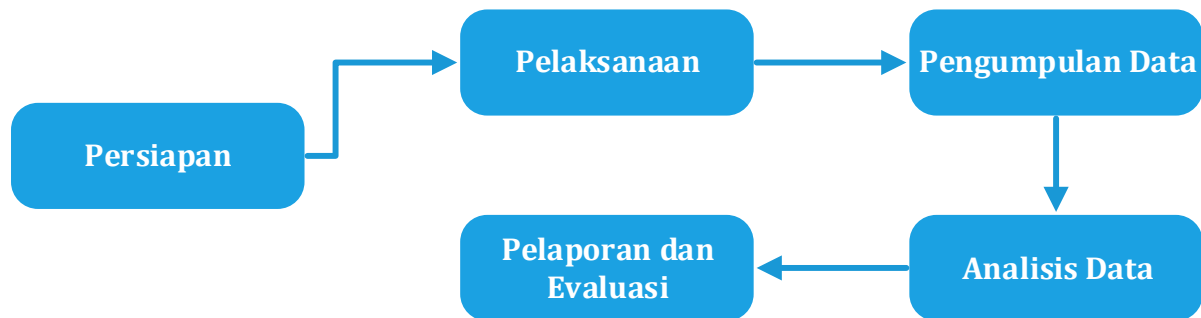 Persiapan
Pelaksanaan
Pengumpulan Data
Analisis Data
Pelaporan dan
Evaluasi